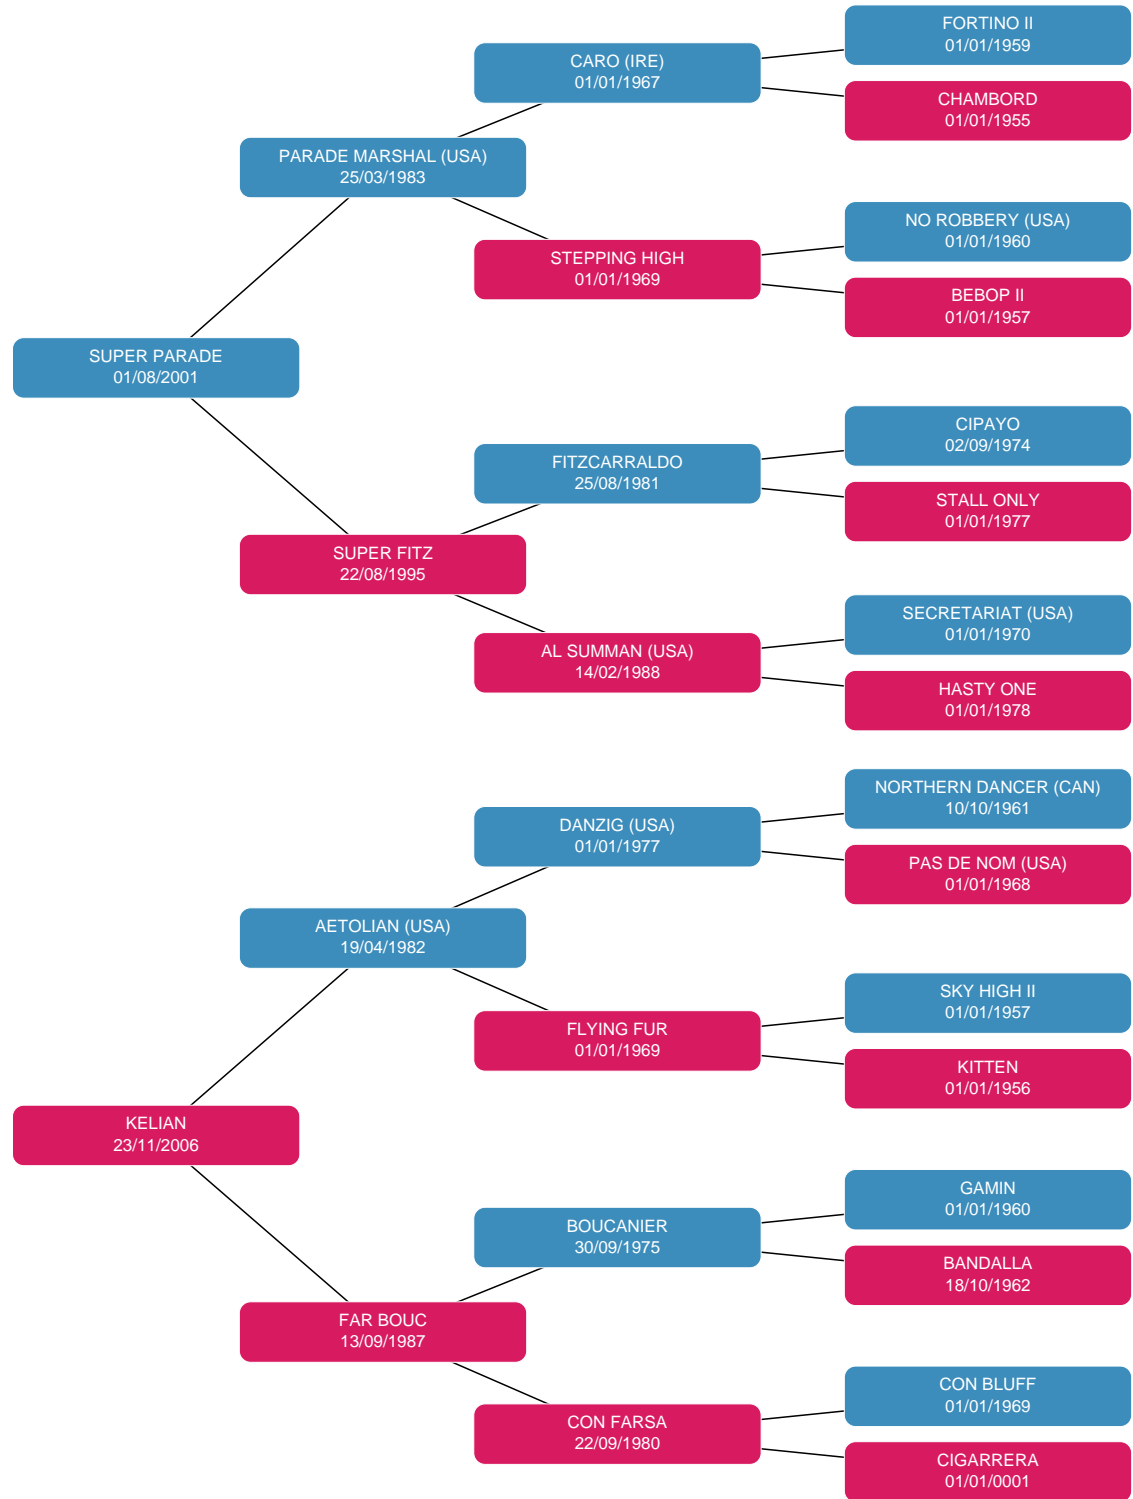 FORTINO II
01/01/1959
CARO (IRE)
01/01/1967
CHAMBORD
01/01/1955
PARADE MARSHAL (USA)
25/03/1983
NO ROBBERY (USA)
01/01/1960
STEPPING HIGH
01/01/1969
BEBOP II
01/01/1957
SUPER PARADE
01/08/2001
CIPAYO
02/09/1974
FITZCARRALDO
25/08/1981
STALL ONLY
01/01/1977
SUPER FITZ
22/08/1995
SECRETARIAT (USA)
01/01/1970
AL SUMMAN (USA)
14/02/1988
HASTY ONE
01/01/1978
NORTHERN DANCER (CAN)
10/10/1961
DANZIG (USA)
01/01/1977
PAS DE NOM (USA)
01/01/1968
AETOLIAN (USA)
19/04/1982
SKY HIGH II
01/01/1957
FLYING FUR
01/01/1969
KITTEN
01/01/1956
KELIAN
23/11/2006
GAMIN
01/01/1960
BOUCANIER
30/09/1975
BANDALLA
18/10/1962
FAR BOUC
13/09/1987
CON BLUFF
01/01/1969
CON FARSA
22/09/1980
CIGARRERA
01/01/0001